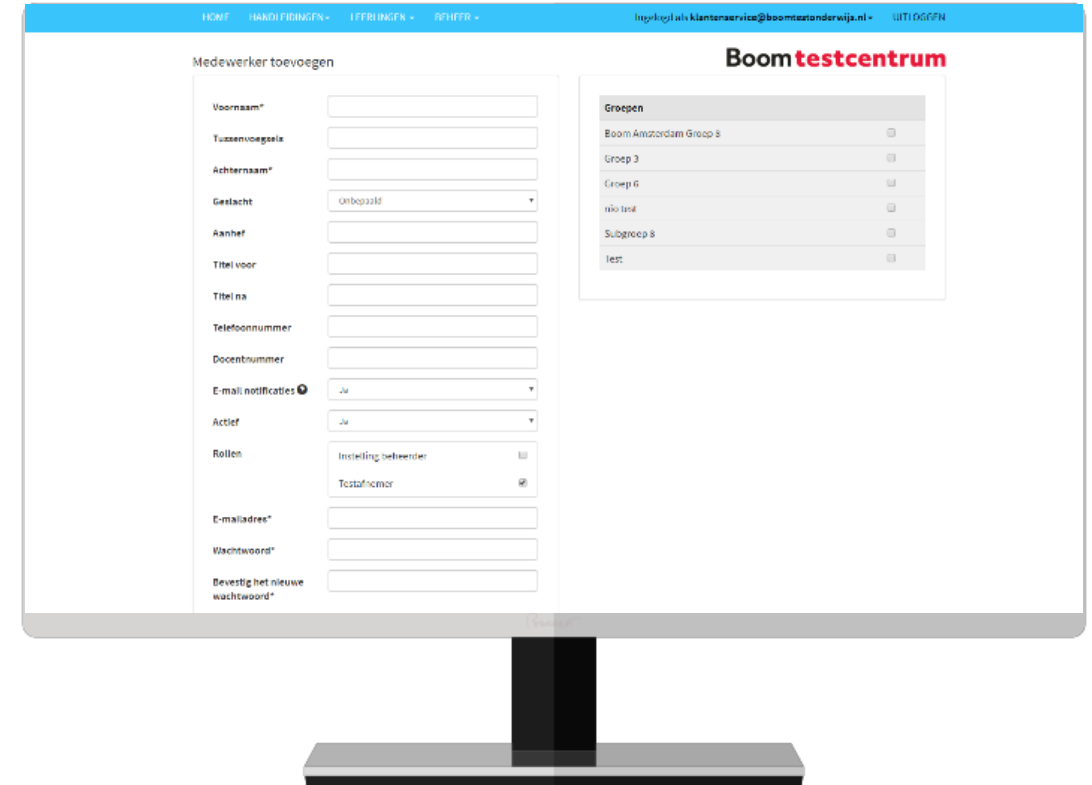 HOME HANDLEIDINGEN LEERLINGEN BEHEER Ingelogd als klantenservice@boomtestonderwijs.nl UITLOGGEN
Boom testcentrum
Medewerker toevoegen
Voornaam*
Tussenvoegsels
Achternaam*
Geslacht Onbepaald
Aanhef
Titel voor
Titel na
Telefoonnummer
Docentnummer
E-mail notificaties Ja
Actief Ja
Rollen Instelling beheerder
Testafnemer
E-mailadres*
Wachtwoord*
Bevestig het nieuwe
wachtwoord*
Groepen
Boom Amsterdam Groep 8
Groep 3
Groep 6
nio test
Subgroep 8
Test